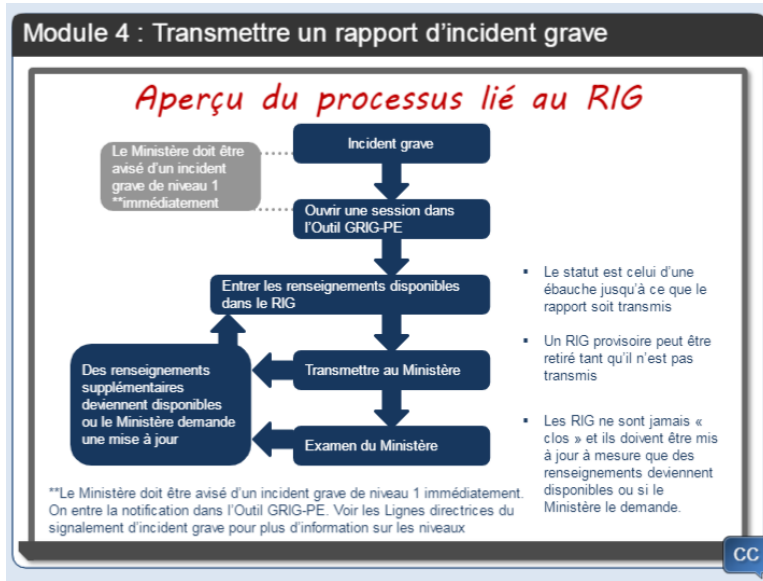 Module 4 : Transmettre un rapport d'incident grave
Aperçu du processus lié au RIG
Le Ministère doit être
avisé d'un incident
grave de niveau 1
**immédiatement
Incident grave
Ouvrir une session dans
l'Outil GRIG-PE
Entrer les renseignements disponibles
dans le RIG
Transmettre au Ministère
Examen du Ministère
Des renseignements
supplémentaires
deviennent disponibles
ou le Ministère demande
une mise à jour
▪ Le statut est celui d'une
ébauche jusqu'à ce que le
rapport soit transmis
▪ Un RIG provisoire peut être
retiré tant qu'il n'est pas
transmis
▪ Les RIG ne sont jamais «
clos » et ils doivent être mis
à jour à mesure que des
renseignements deviennent
disponibles ou si le
Ministère le demande.
**Le Ministère doit être avisé d'un incident grave de niveau 1 immédiatement.
On entre la notification dans l'Outil GRIG-PE. Voir les Lignes directrices du
signalement d'incident grave pour plus d'information sur les niveaux
CC